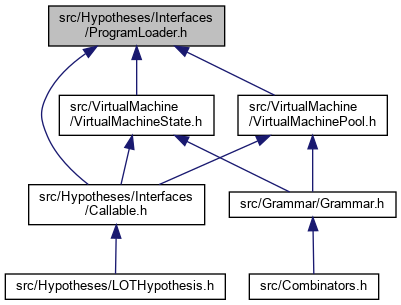 src/Hypotheses/Interfaces
/ProgramLoader.h
src/VirtualMachine
/VirtualMachineState.h
src/VirtualMachine
/VirtualMachinePool.h
src/Hypotheses/Interfaces
/Callable.h
src/Grammar/Grammar.h
src/Hypotheses/LOTHypothesis.h
src/Combinators.h